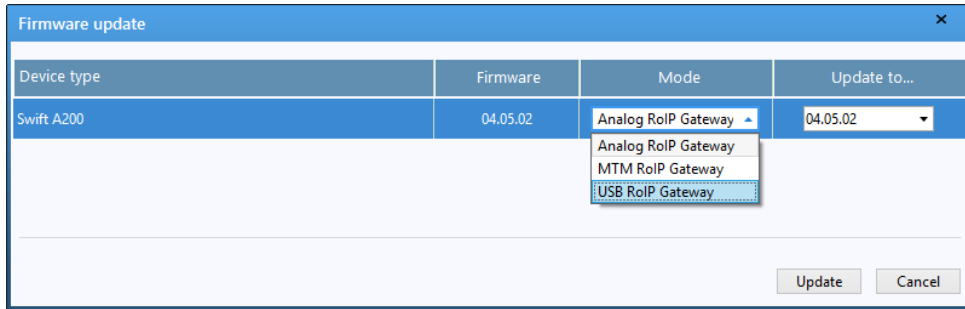 Firmware update
Device type Firmware Mode Update to...
Swift A200 04.05.02 Analog RoIP Gateway 04.05.02
Analog RoIP Gateway
MTM RoIP Gateway
USB RoIP Gateway
Update Cancel